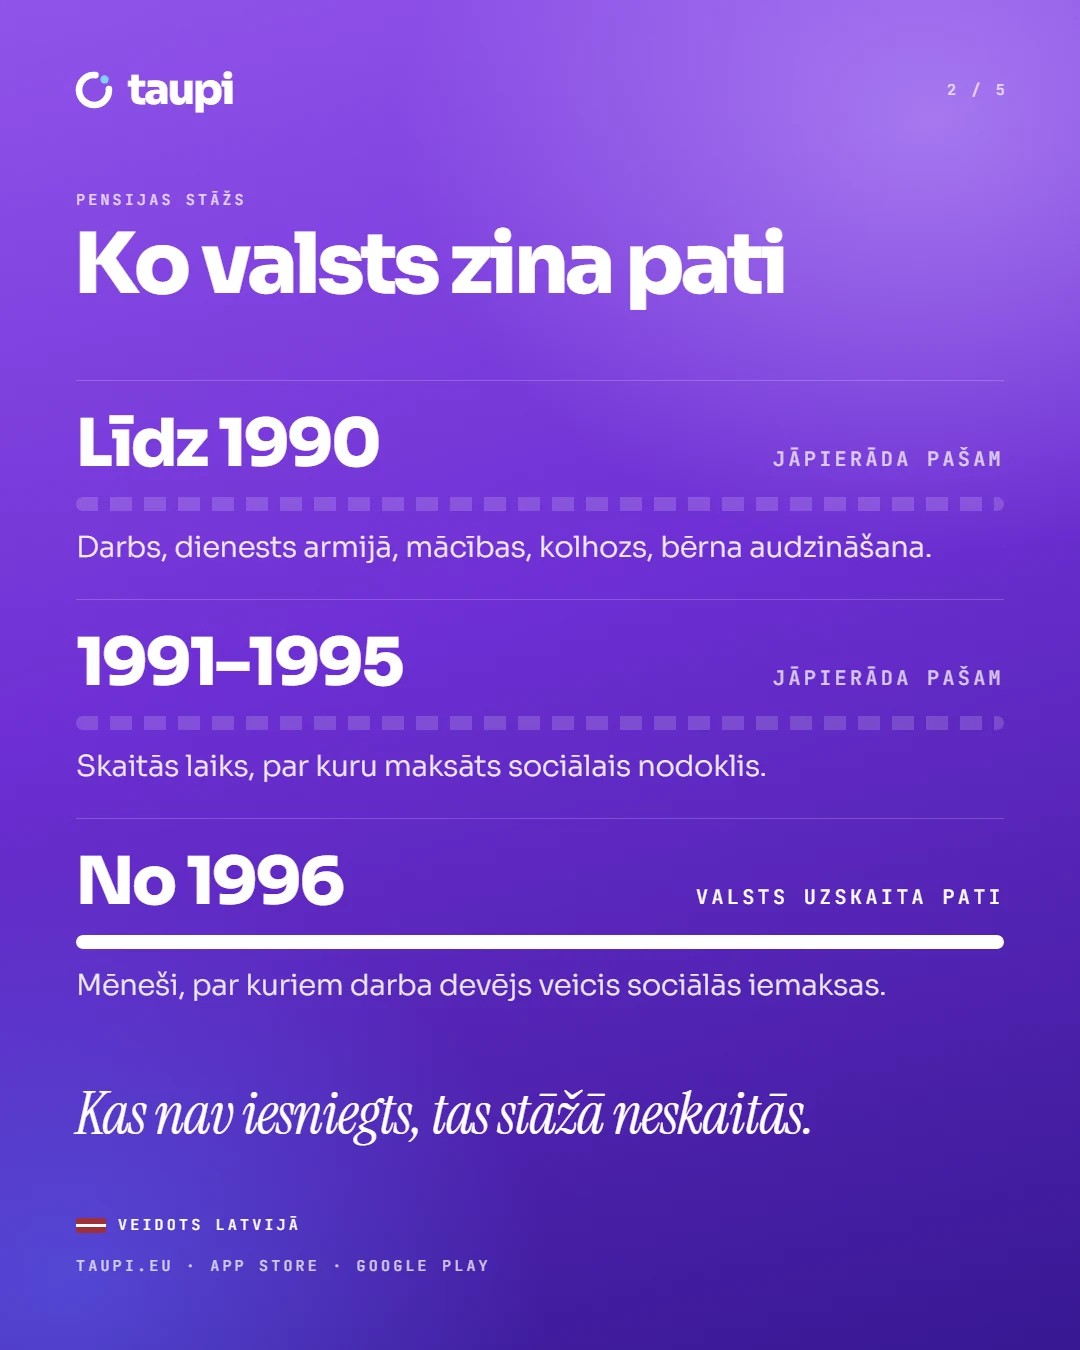 taupi
2 / 5
PENSIJAS STĀŽS
Ko valsts zina pati
Līdz 1990
JĀPIERĀDA PAŠAM
Darbs, dienests armijā, mācības, kolhozs, bērna audzināšana.
1991–1995
JĀPIERĀDA PAŠAM
Skaitās laiks, par kuru maksāts sociālais nodoklis.
No 1996
VALSTS UZSKAITA PATI
Mēneši, par kuriem darba devējs veicis sociālās iemaksas.
Kas nav iesniegts, tas stāžā neskaitās.
VEIDOTS LATVIJĀ
TAUPI.EU · APP STORE · GOOGLE PLAY